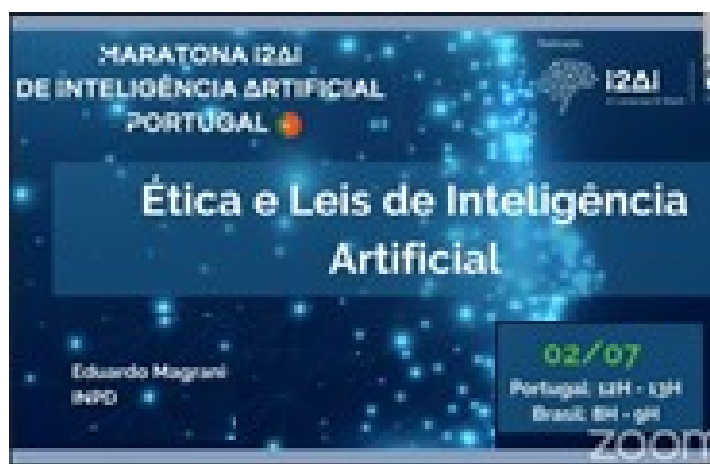 MARATONA I2AI
DE INTELIGÊNCIA ARTIFICIAL
PORTUGAL
I2AI
Ética e Leis de Inteligência
Artificial
Eduardo Magrani
INPD
02/07
Portugal: 12H - 13H
Brasil: 8H - 9H
zoom